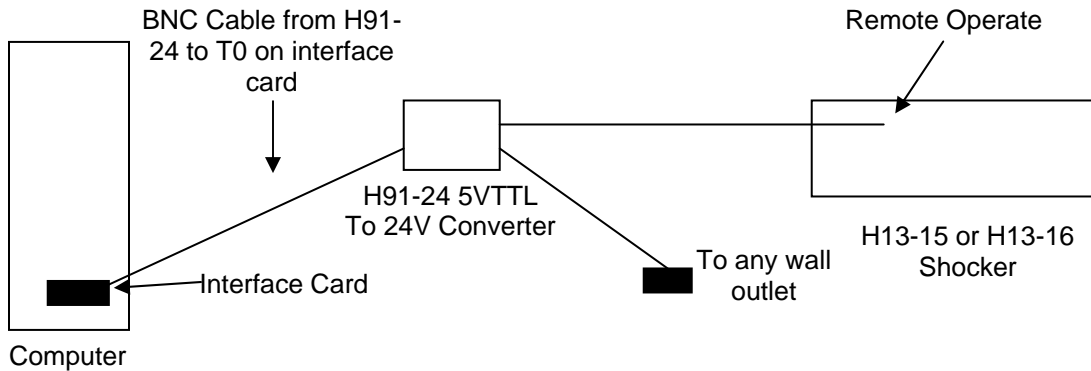 BNC Cable from H91-
24 to T0 on interface
card
Remote Operate
H91-24 5VTTL
To 24V Converter
H13-15 or H13-16
Shocker
To any wall
outlet
Interface Card
Computer